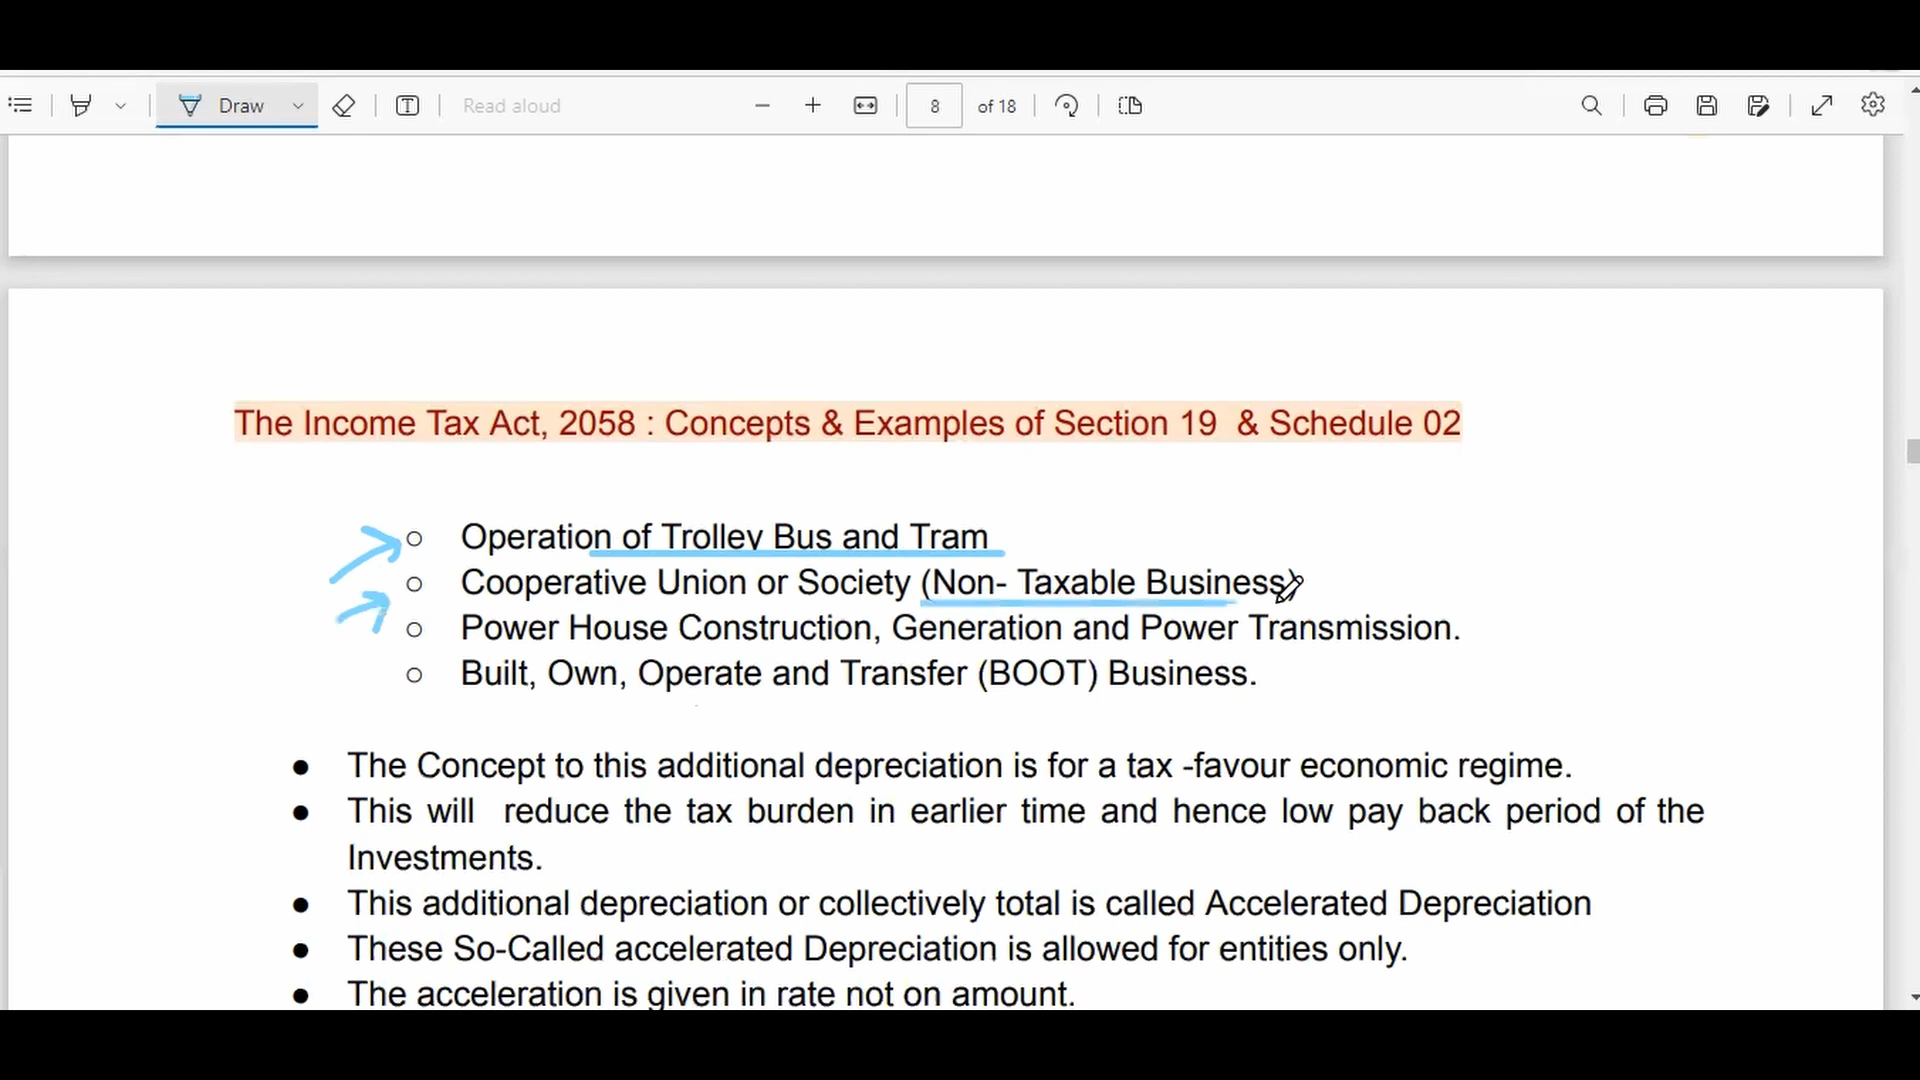 Draw
Read aloud
8 of 18
The Income Tax Act, 2058 : Concepts & Examples of Section 19 & Schedule 02
Operation of Trolley Bus and Tram
Cooperative Union or Society (Non- Taxable Business)
Power House Construction, Generation and Power Transmission.
Built, Own, Operate and Transfer (BOOT) Business.
The Concept to this additional depreciation is for a tax -favour economic regime.
This will reduce the tax burden in earlier time and hence low pay back period of the
Investments.
This additional depreciation or collectively total is called Accelerated Depreciation
These So-Called accelerated Depreciation is allowed for entities only.
The acceleration is given in rate not on amount.